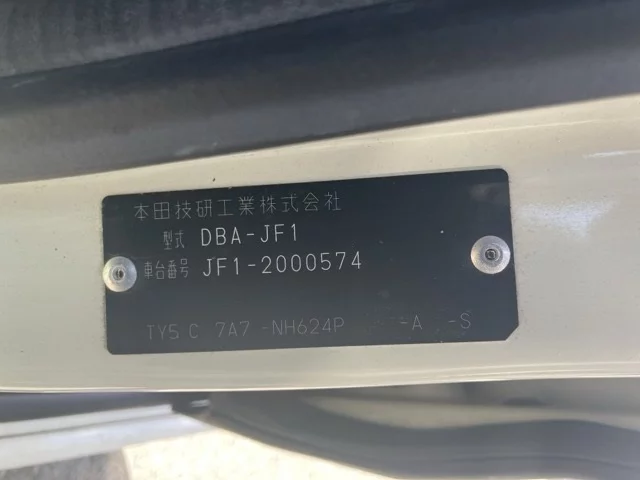 本田技研工業株式会社
型式 DBA-JF1
車台番号 JF1-2000574
TY5 C 7A7 -NH624P -A -S